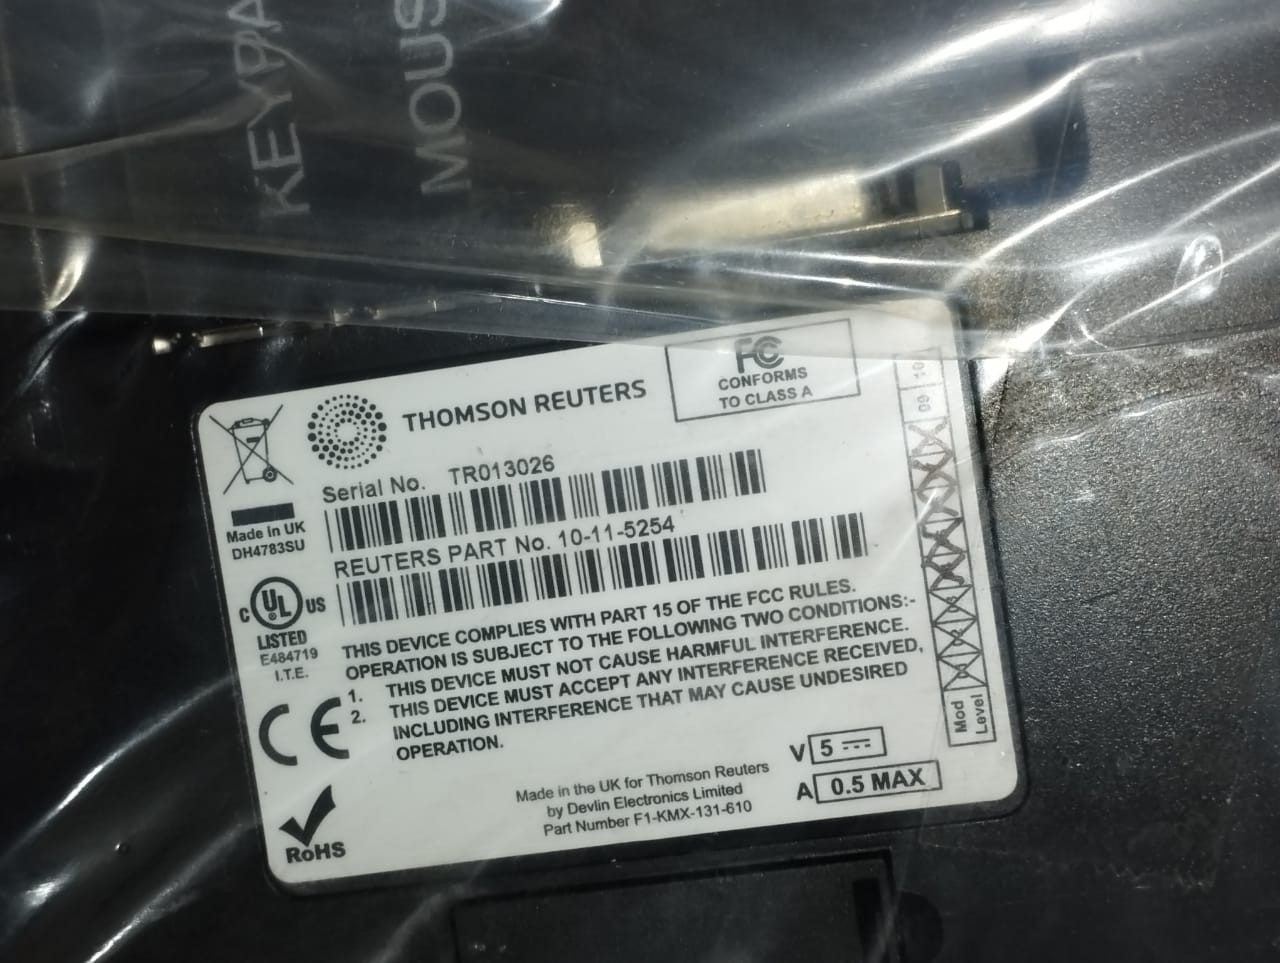 KEYPA
MOUS
THOMSON REUTERS
FC
CONFORMS
TO CLASS A
Serial No. TR013026
REUTERS PART No. 10-11-5254
Made in UK
DH4783SU
C UL US
LISTED
E484719
I.T.E.
THIS DEVICE COMPLIES WITH PART 15 OF THE FCC RULES.
OPERATION IS SUBJECT TO THE FOLLOWING TWO CONDITIONS:-
1. THIS DEVICE MUST NOT CAUSE HARMFUL INTERFERENCE.
2. THIS DEVICE MUST ACCEPT ANY INTERFERENCE RECEIVED,
INCLUDING INTERFERENCE THAT MAY CAUSE UNDESIRED
OPERATION.
CE
RoHS
Made in the UK for Thomson Reuters
by Devlin Electronics Limited
Part Number F1-KMX-131-610
V 5
A 0.5 MAX
Mod
Level
09 10